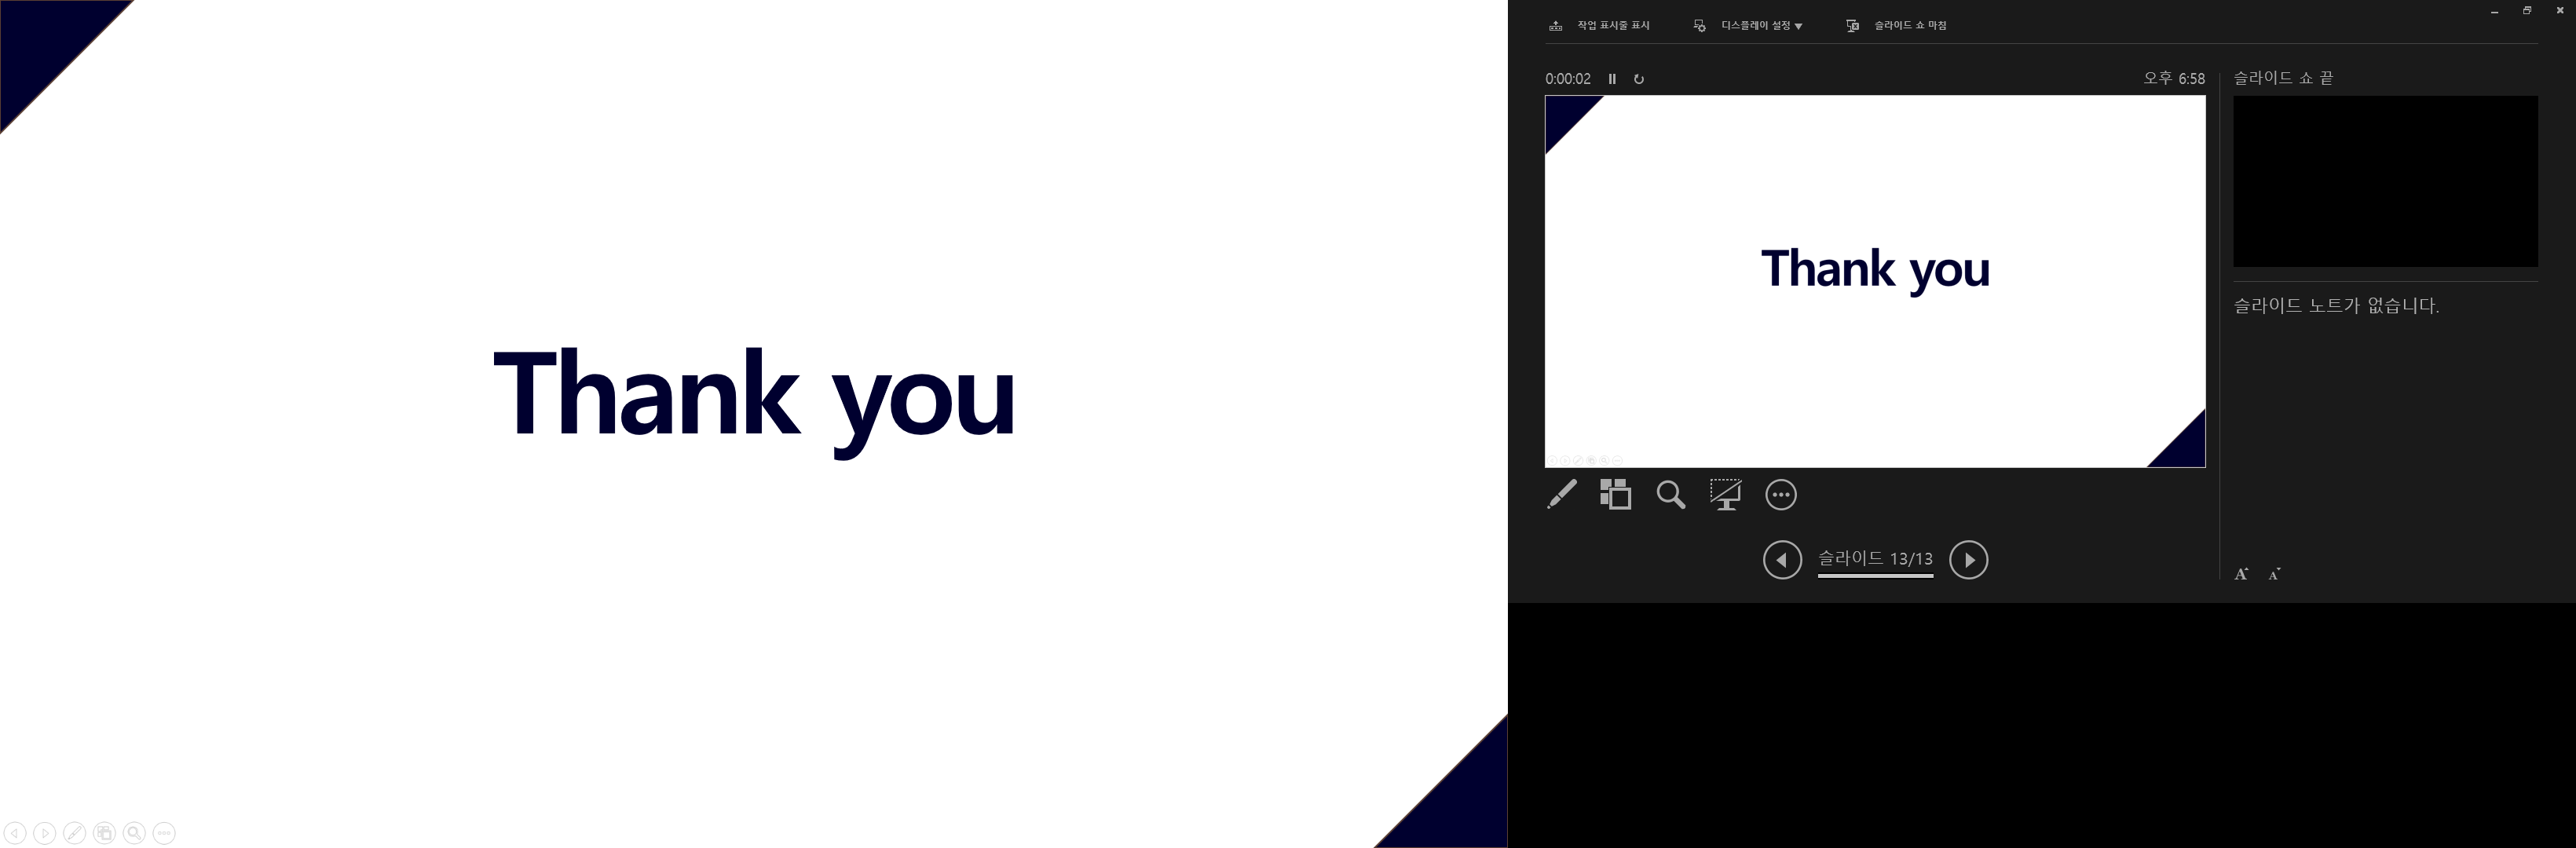 Thank you
작업 표시줄 표시
디스플레이 설정
슬라이드 쇼 마침
0:00:02
오후 6:58
Thank you
슬라이드 13/13
슬라이드 쇼 끝
슬라이드 노트가 없습니다.
A
A